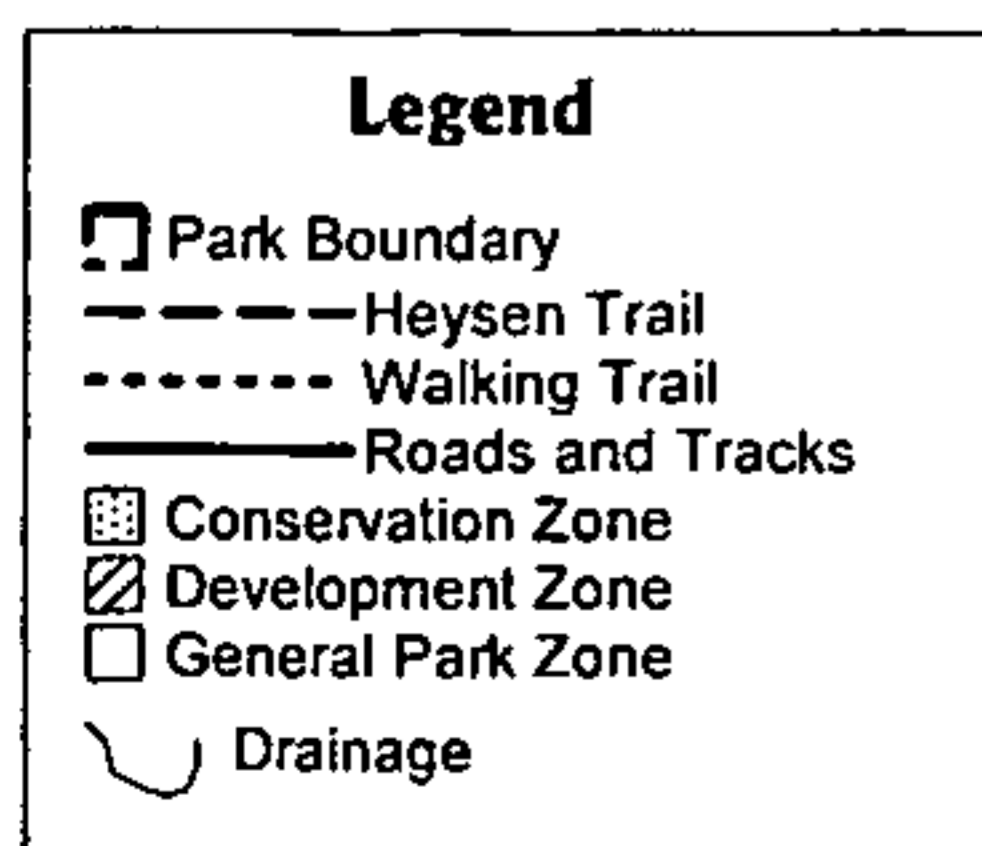 Legend
Park Boundary
Heysen Trail
Walking Trail
Roads and Tracks
Conservation Zone
Development Zone
General Park Zone
Drainage